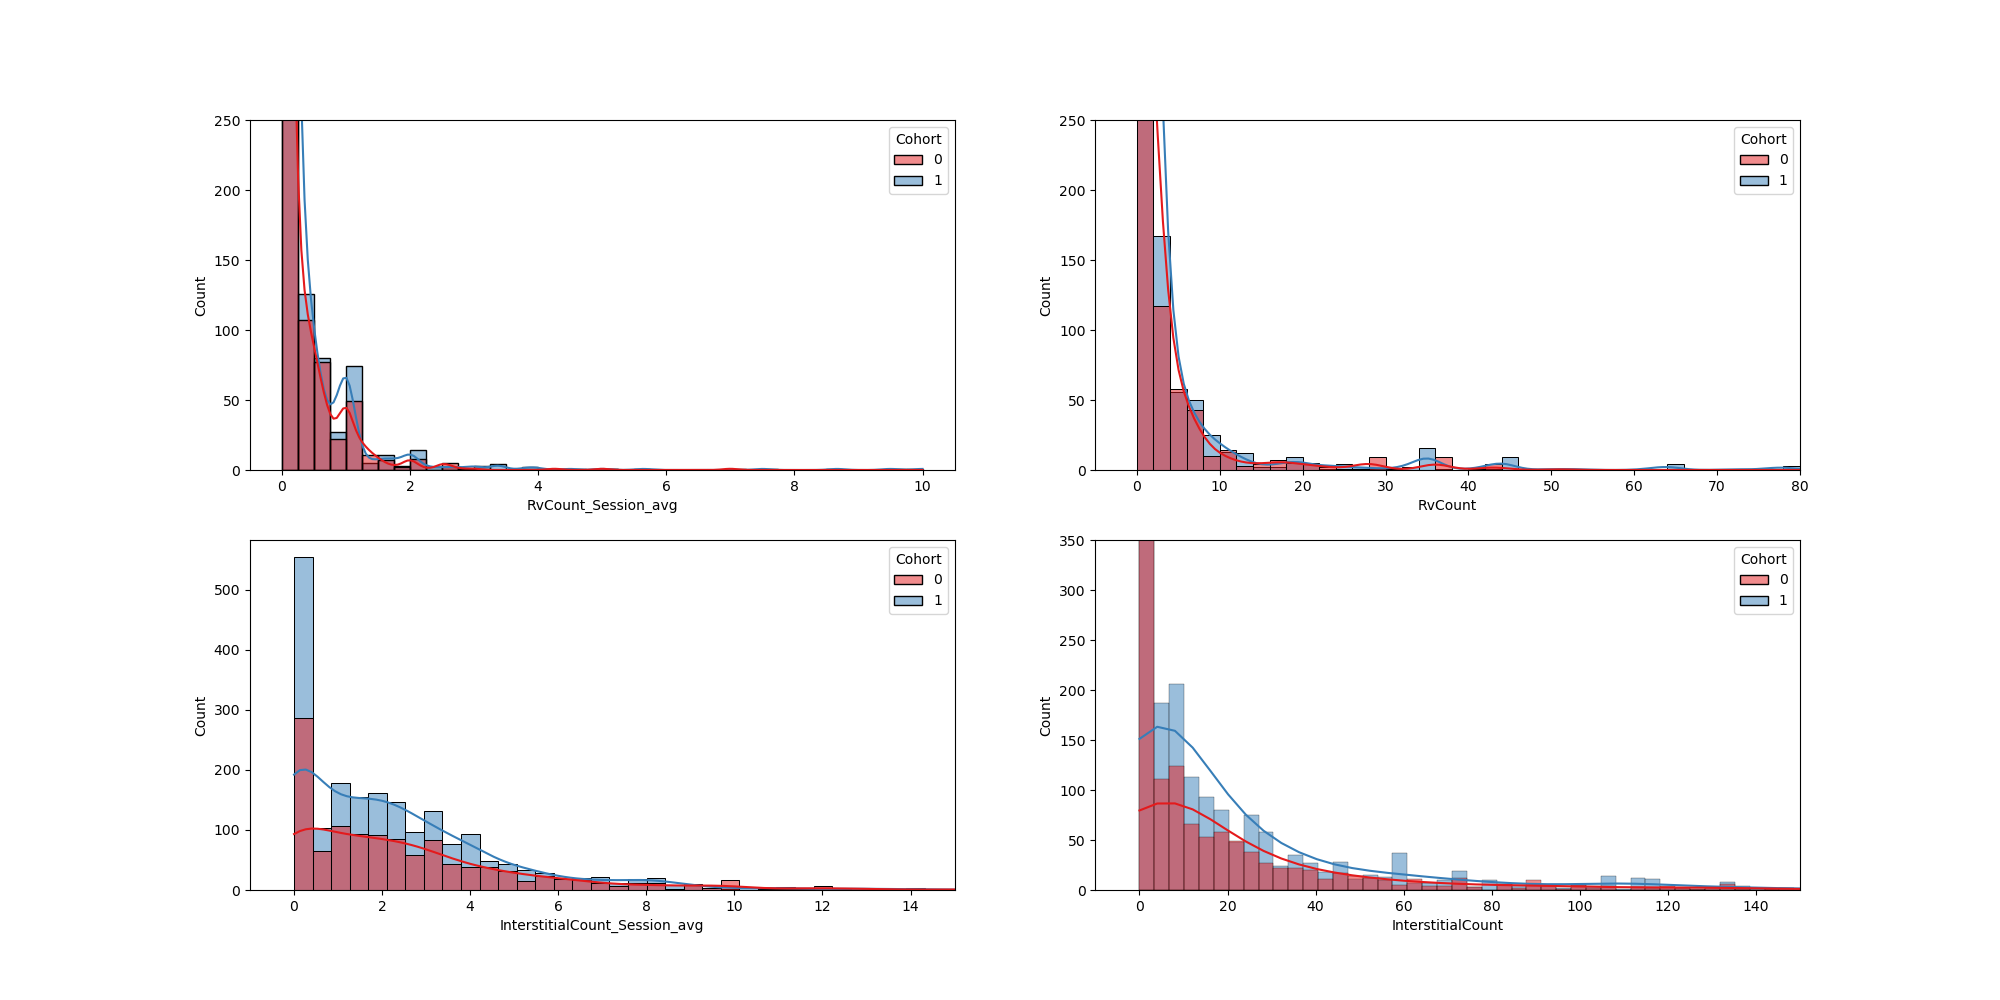 250
200
150
100
50
0
Count
0 2 4 6 8 10
RvCount_Session_avg
Cohort
0
1
250
200
150
100
50
0
Count
0 10 20 30 40 50 60 70 80
RvCount
Cohort
0
1
500
400
300
200
100
0
Count
0 2 4 6 8 10 12 14
InterstitialCount_Session_avg
Cohort
0
1
350
300
250
200
150
100
50
0
Count
0 20 40 60 80 100 120 140
InterstitialCount
Cohort
0
1